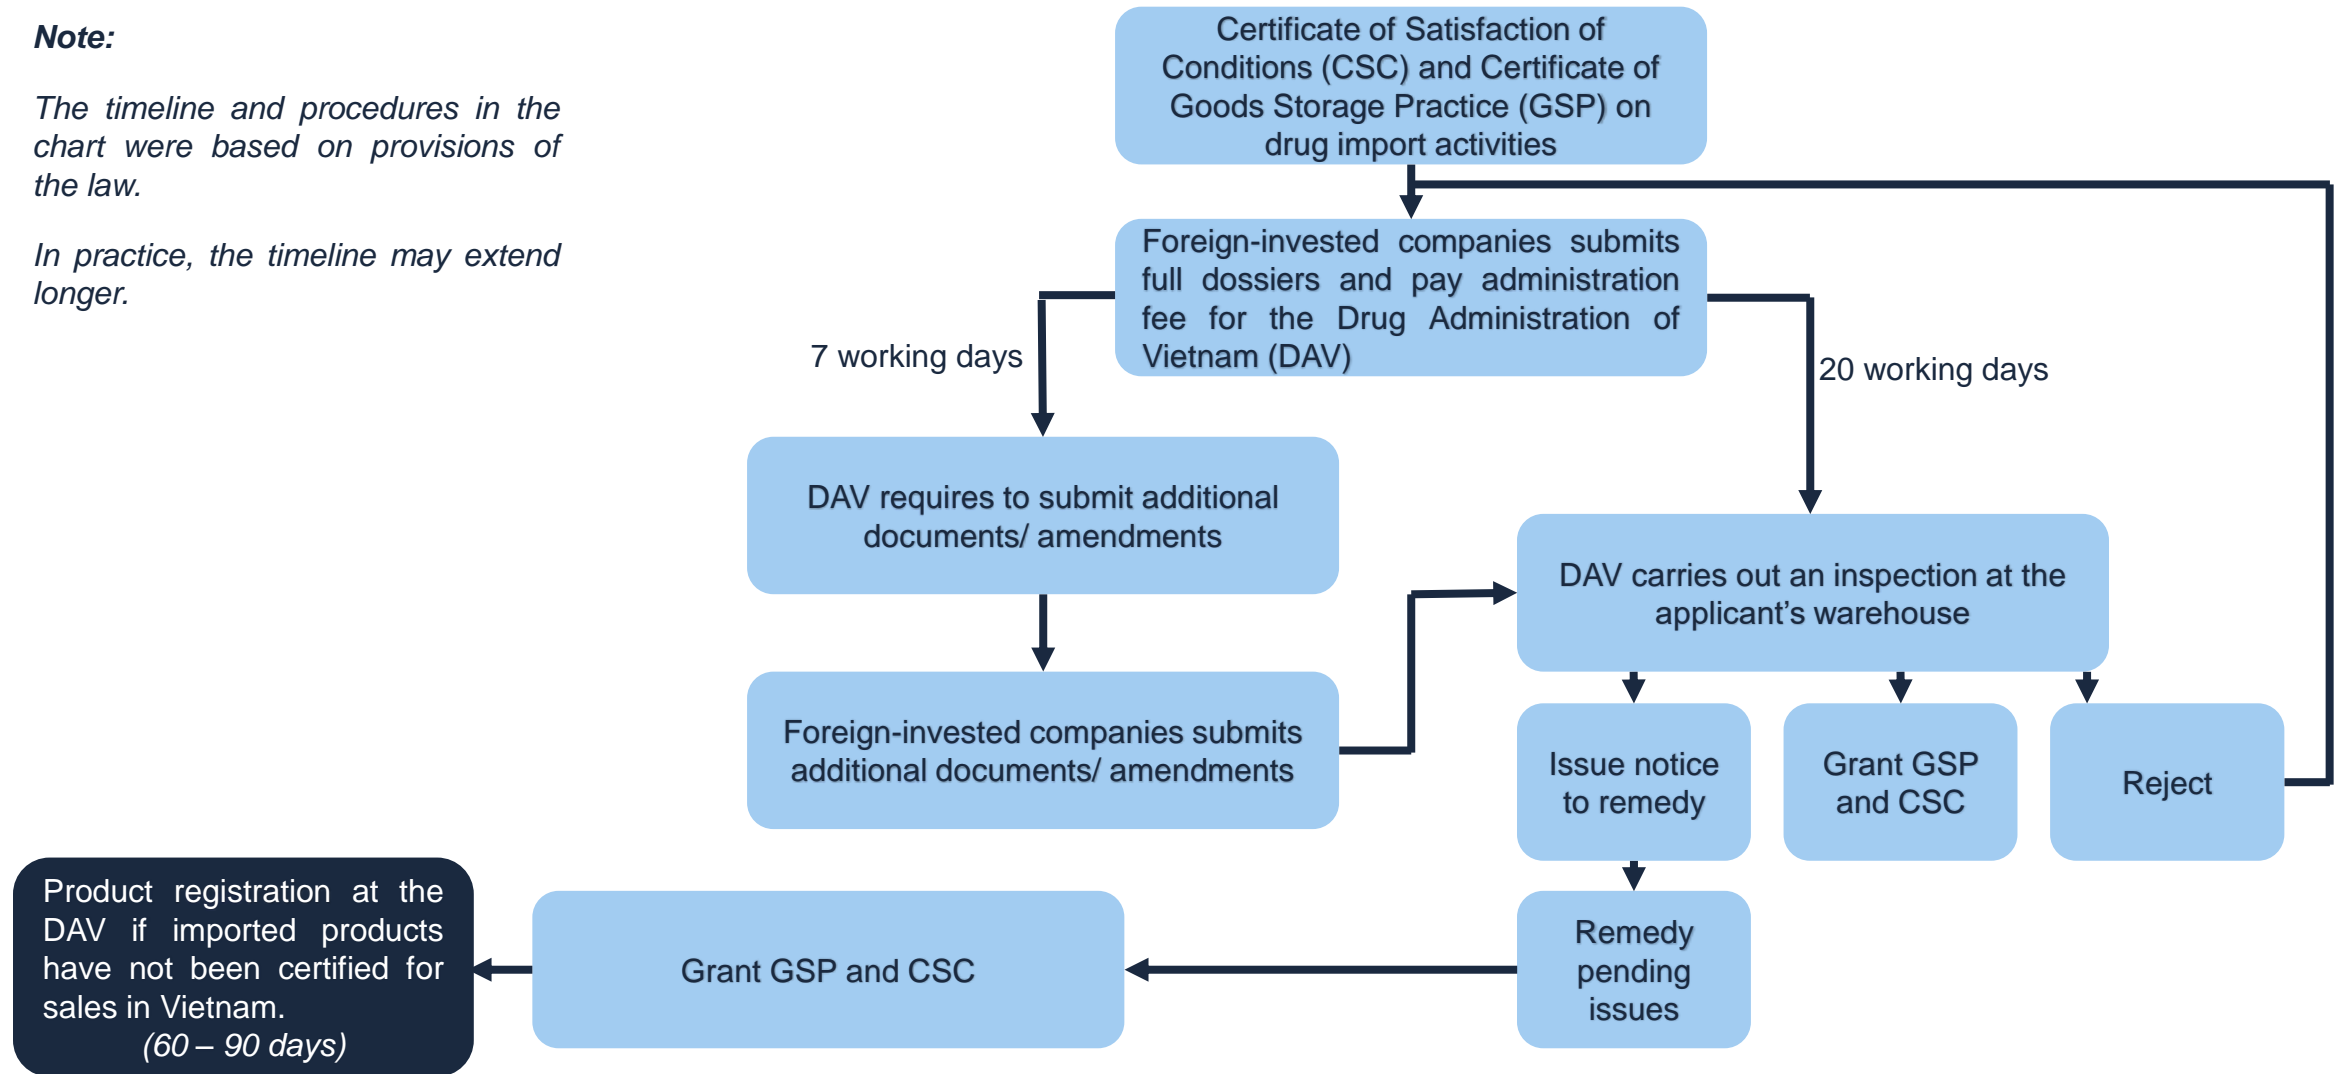 Note:
The timeline and procedures in the
chart were based on provisions of
the law.
In practice, the timeline may extend
longer.
Certificate of Satisfaction of
Conditions (CSC) and Certificate of
Goods Storage Practice (GSP) on
drug import activities
Foreign-invested companies submits
full dossiers and pay administration
fee for the Drug Administration of
Vietnam (DAV)
7 working days
20 working days
DAV requires to submit additional
documents/ amendments
DAV carries out an inspection at the
applicant’s warehouse
Foreign-invested companies submits
additional documents/ amendments
Issue notice
to remedy
Grant GSP
and CSC
Reject
Remedy
pending
issues
Grant GSP and CSC
Product registration at the
DAV if imported products
have not been certified for
sales in Vietnam.
(60 – 90 days)